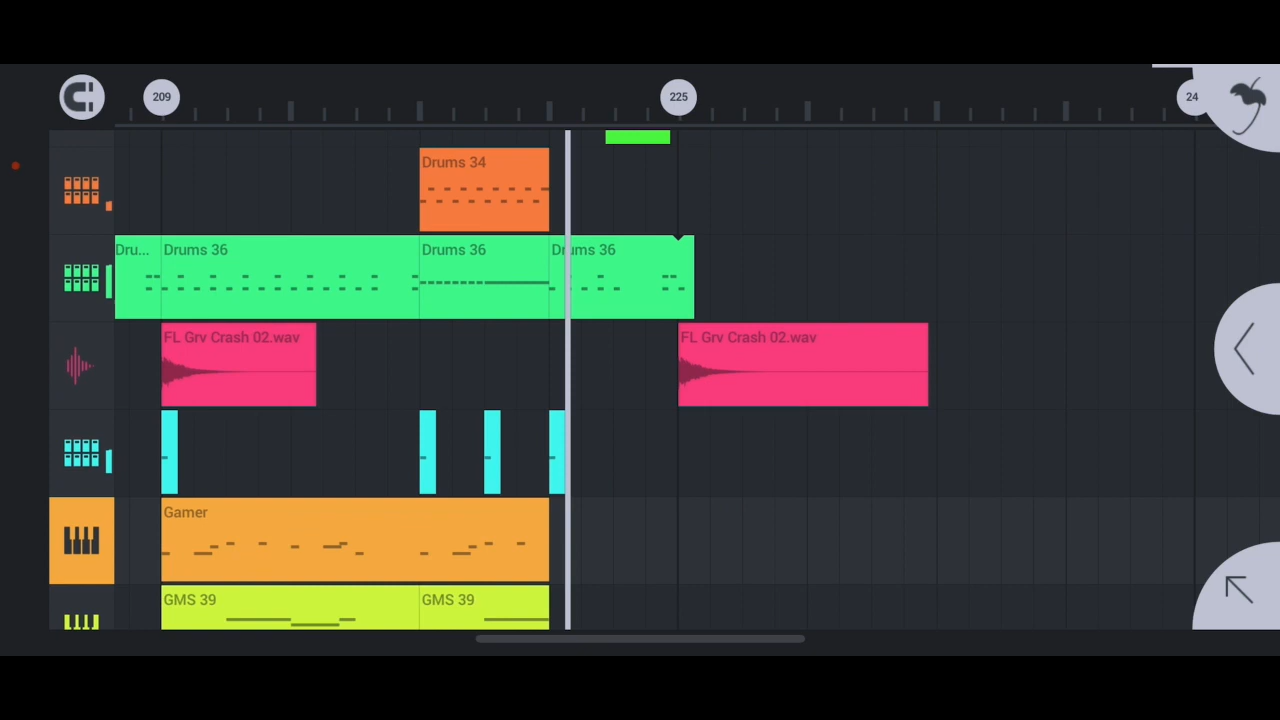 209
225
24
Drums 34
Dru... Drums 36 Drums 36 Drums 36
FL Grv Crash 02.wav FL Grv Crash 02.wav
Gamer
GMS 39 GMS 39